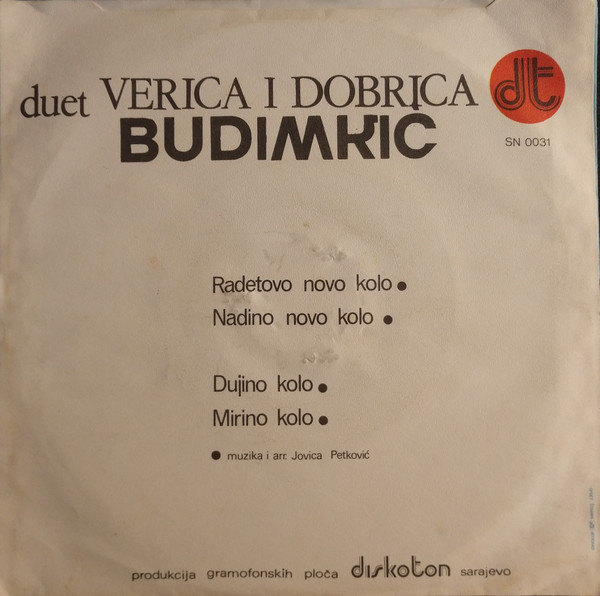 duet VERICA I DOBRICA
BUDIMKIĆ
dt
SN 0031
Radetovo novo kolo ●
Nadino novo kolo ●
Dujino kolo ●
Mirino kolo ●
● muzika i arr. Jovica Petković
produkcija gramofonskih ploča diskoton sarajevo